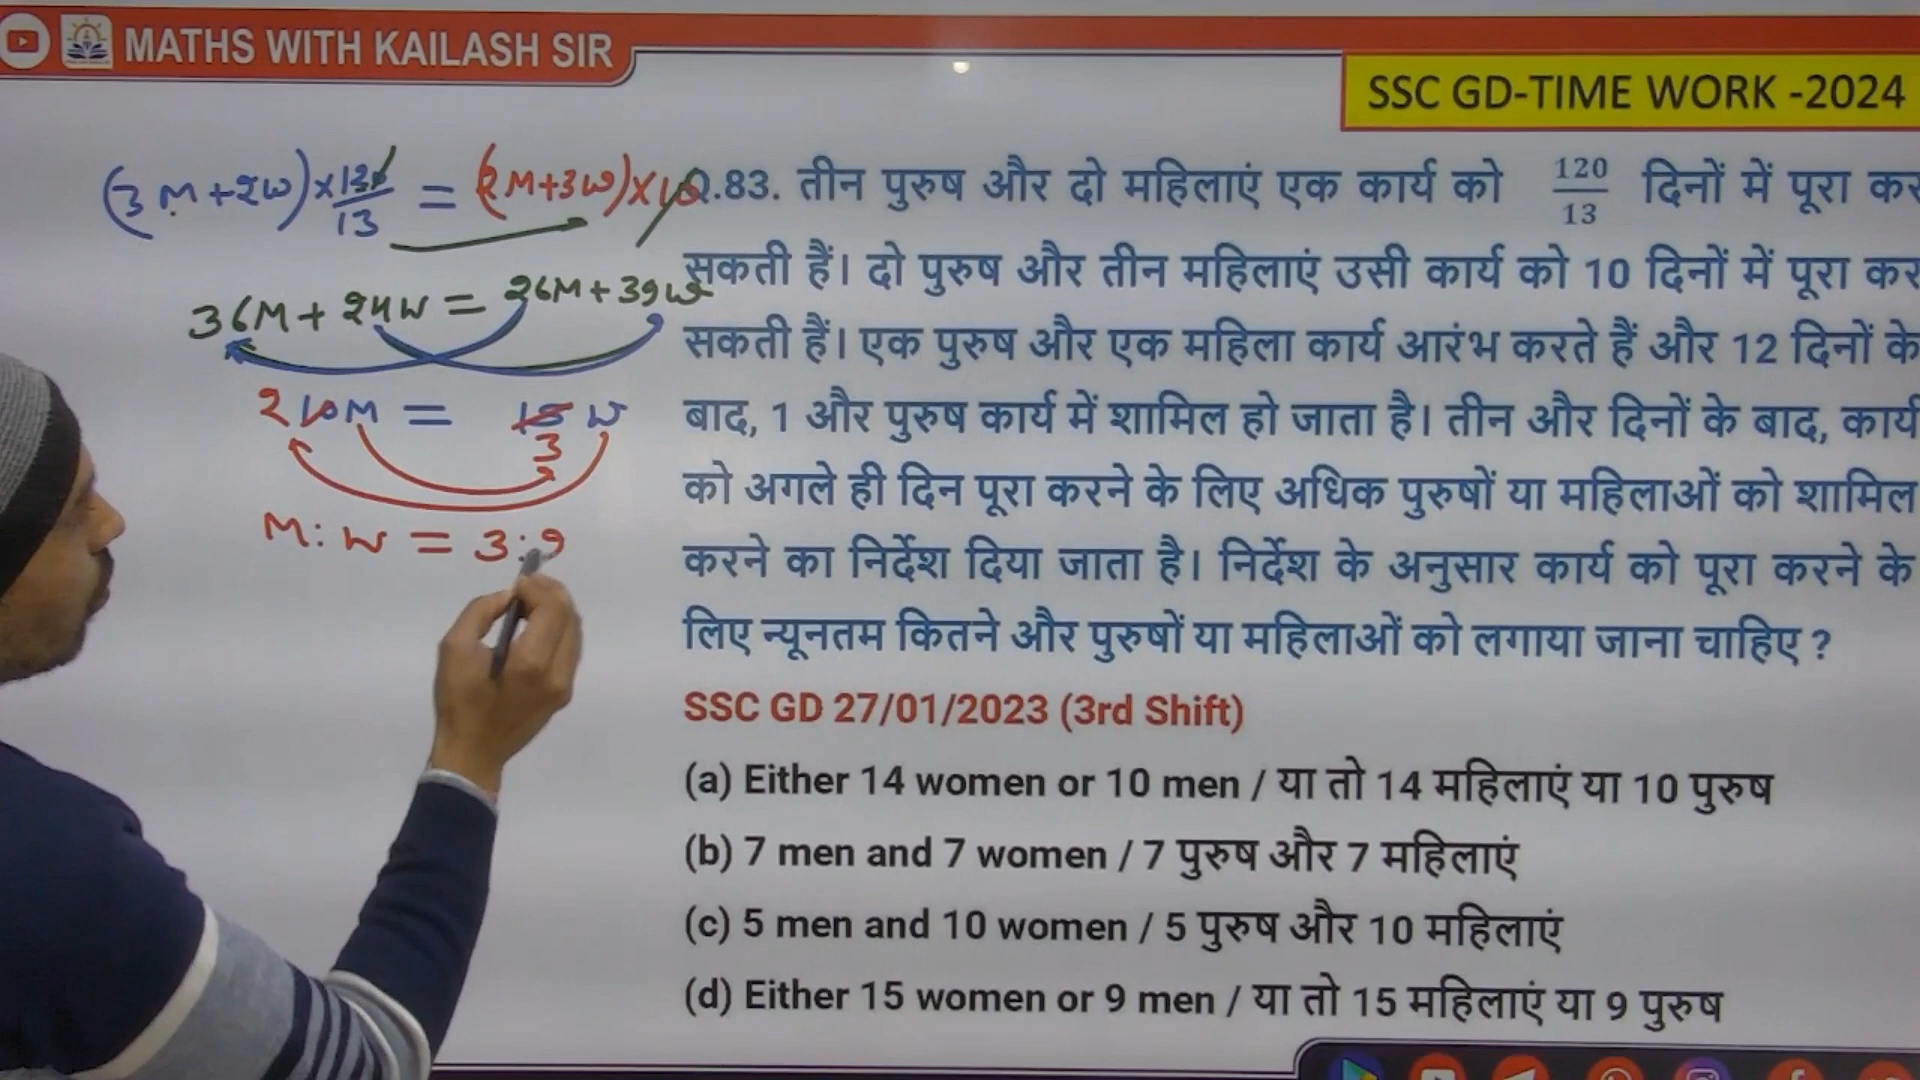 MATHS WITH KAILASH SIR
SSC GD-TIME WORK -2024
(3M+2W)×120/13 = (2M+3W)×10
36M+24W = 26M+39W
2 10M = 15 W
3
M:W = 3:2
Q.83. तीन पुरुष और दो महिलाएं एक कार्य को 120/13 दिनों में पूरा कर
सकती हैं। दो पुरुष और तीन महिलाएं उसी कार्य को 10 दिनों में पूरा कर
सकती हैं। एक पुरुष और एक महिला कार्य आरंभ करते हैं और 12 दिनों के
बाद, 1 और पुरुष कार्य में शामिल हो जाता है। तीन और दिनों के बाद, कार्य
को अगले ही दिन पूरा करने के लिए अधिक पुरुषों या महिलाओं को शामिल
करने का निर्देश दिया जाता है। निर्देश के अनुसार कार्य को पूरा करने के
लिए न्यूनतम कितने और पुरुषों या महिलाओं को लगाया जाना चाहिए ?
SSC GD 27/01/2023 (3rd Shift)
(a) Either 14 women or 10 men / या तो 14 महिलाएं या 10 पुरुष
(b) 7 men and 7 women / 7 पुरुष और 7 महिलाएं
(c) 5 men and 10 women / 5 पुरुष और 10 महिलाएं
(d) Either 15 women or 9 men / या तो 15 महिलाएं या 9 पुरुष